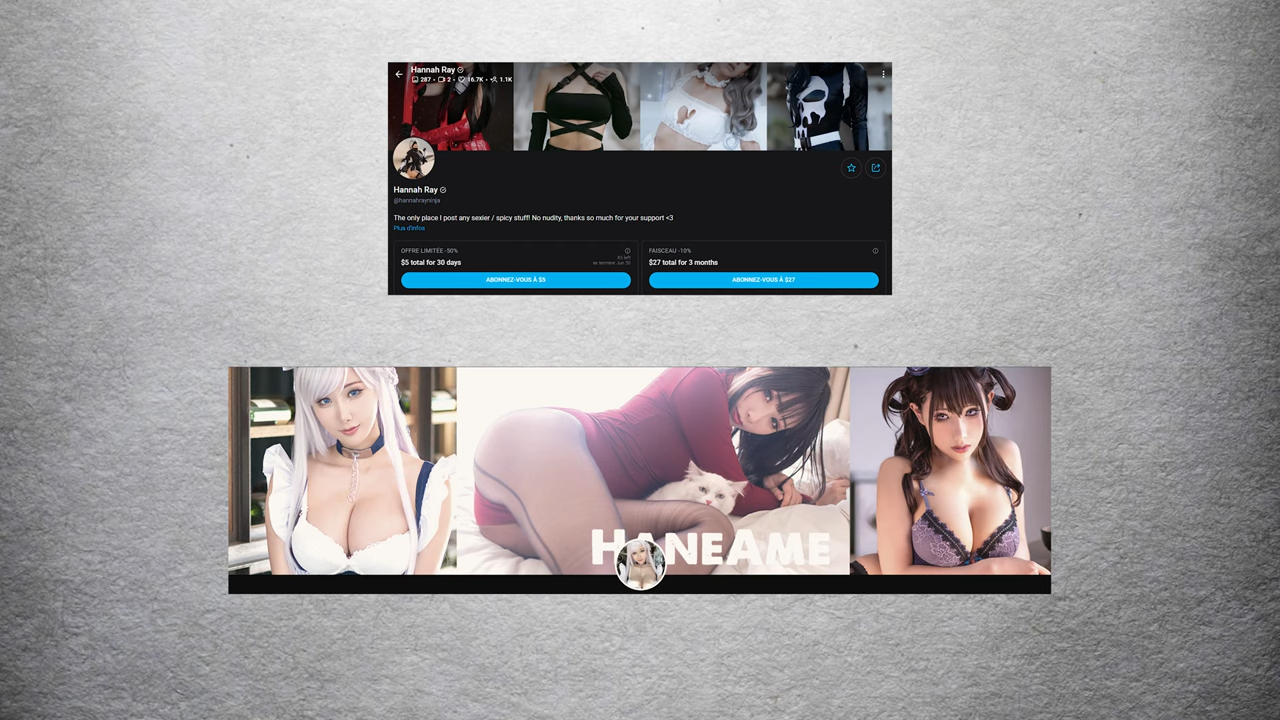 Hannah Ray
287 • 2 • 16.7K • 1.1K
Hannah Ray
@hannahrayninja
The only place I post any sexier / spicy stuff! No nudity, thanks so much for your support <3
Plus d'infos
OFFRE LIMITÉE -50%
$5 total for 30 days
ABONNEZ-VOUS À $5
FAISCEAU -10%
$27 total for 3 months
ABONNEZ-VOUS À $27
HANEAME